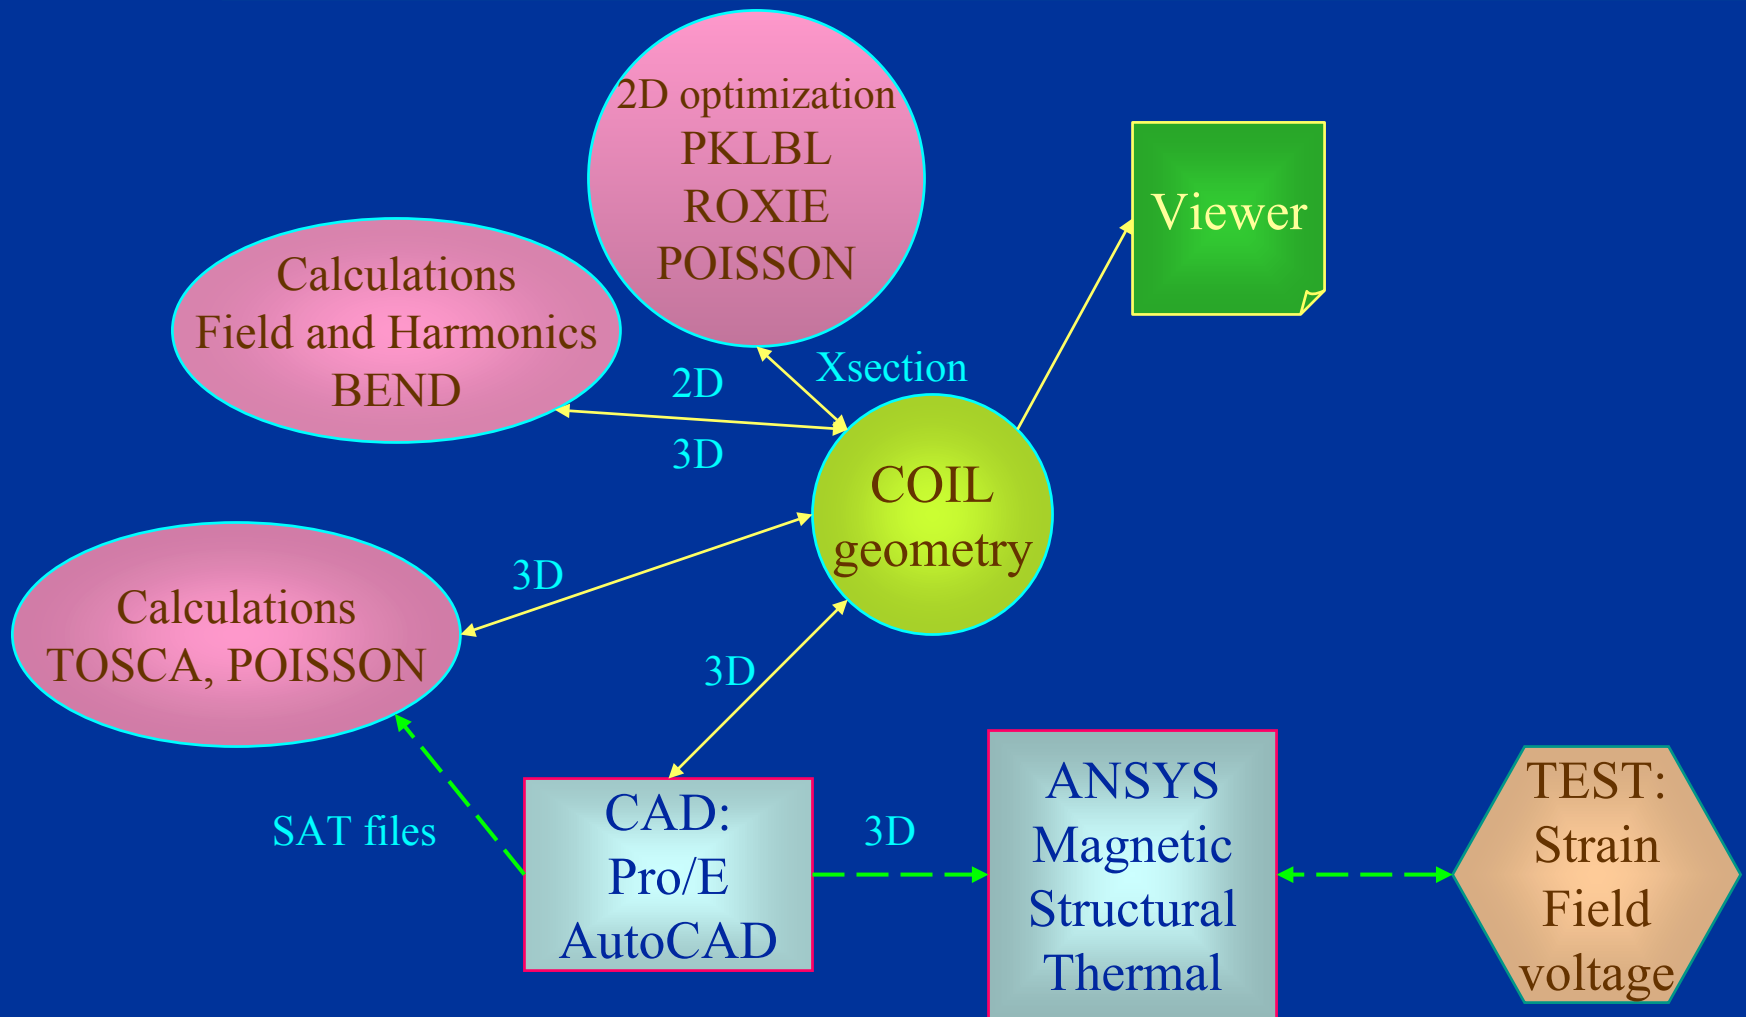 2D optimization
PKLBL
ROXIE
POISSON
Viewer
Calculations
Field and Harmonics
BEND
Xsection
2D
3D
COIL
geometry
3D
Calculations
TOSCA, POISSON
3D
SAT files
CAD:
Pro/E
AutoCAD
3D
ANSYS
Magnetic
Structural
Thermal
TEST:
Strain
Field
voltage